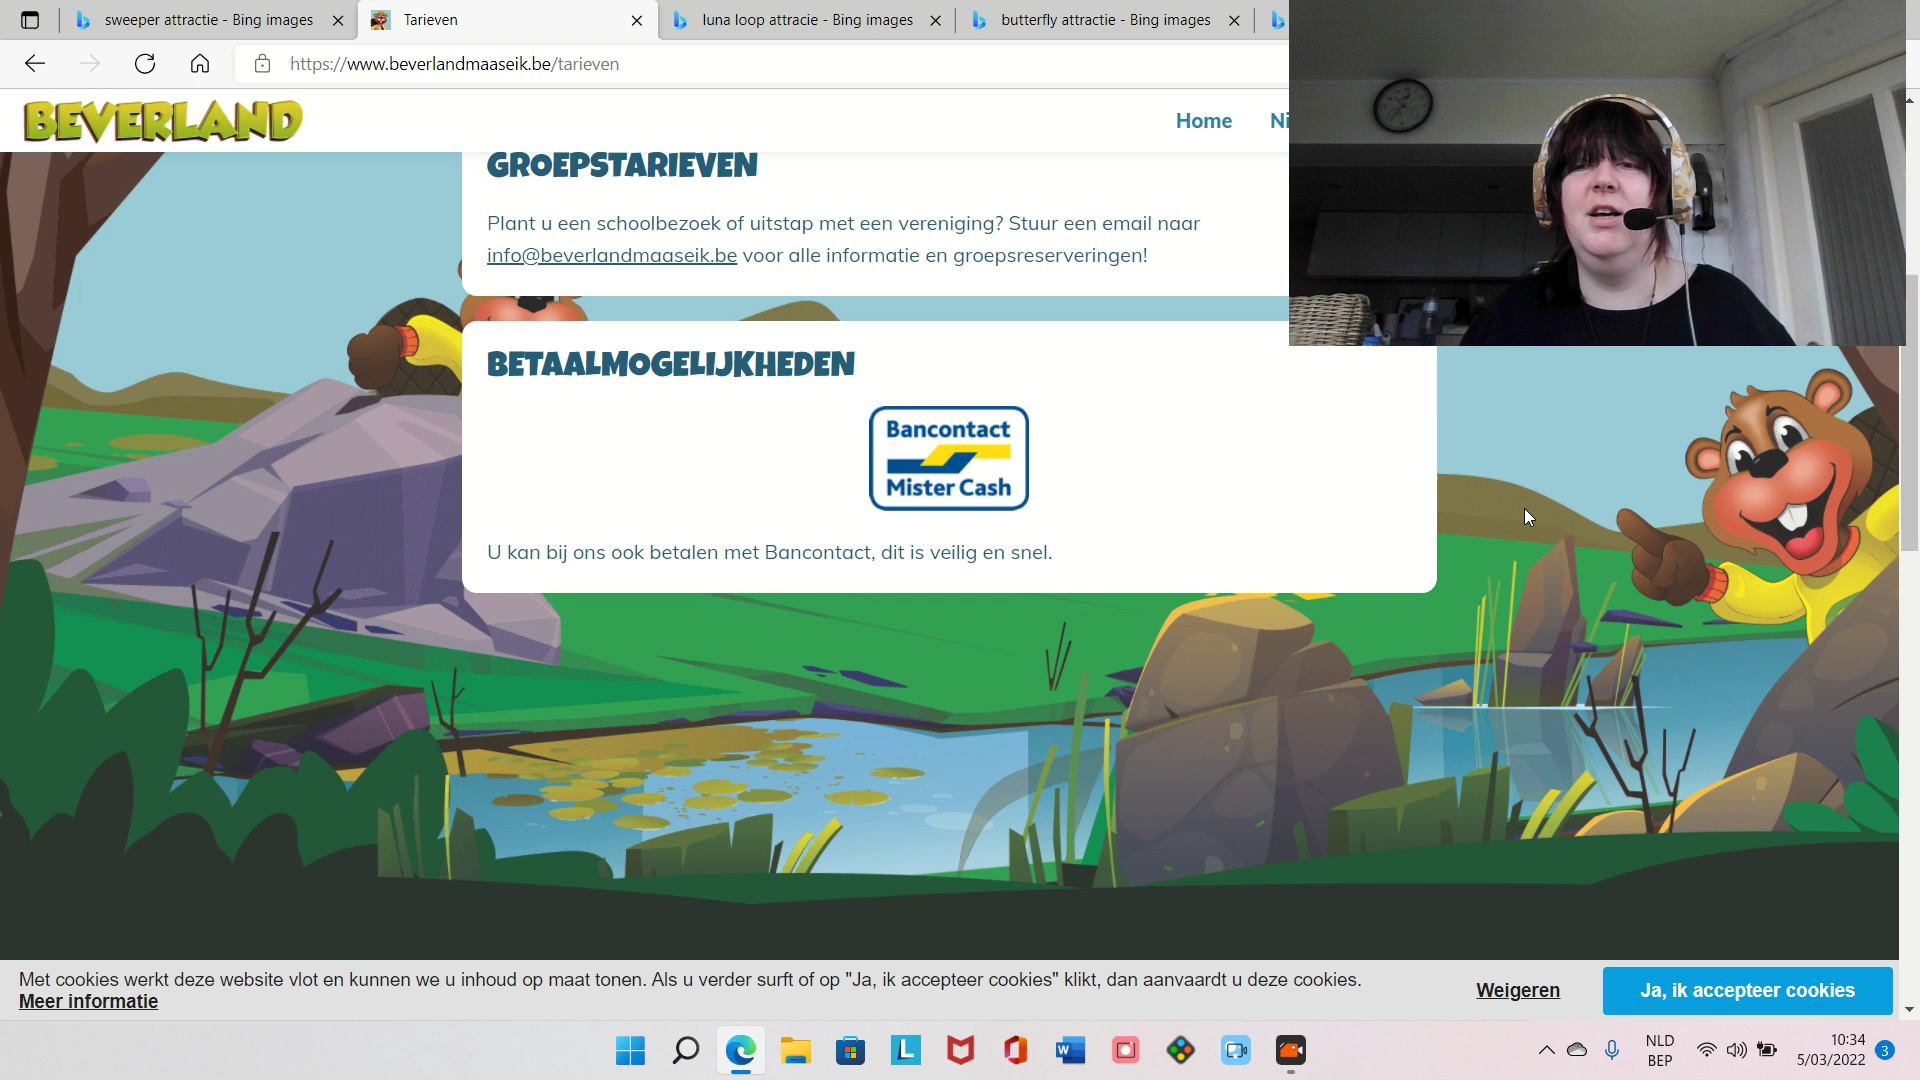 sweeper attractie - Bing images
Tarieven
luna loop attracie - Bing images
butterfly attractie - Bing images
https://www.beverlandmaaseik.be/tarieven
BEVERLAND
Home
Ni
GROEPSTARIEVEN
Plant u een schoolbezoek of uitstap met een vereniging? Stuur een email naar
info@beverlandmaaseik.be voor alle informatie en groepsreserveringen!
BETAALMOGELIJKHEDEN
Bancontact
Mister Cash
U kan bij ons ook betalen met Bancontact, dit is veilig en snel.
Met cookies werkt deze website vlot en kunnen we u inhoud op maat tonen. Als u verder surft of op "Ja, ik accepteer cookies" klikt, dan aanvaardt u deze cookies.
Meer informatie
Weigeren
Ja, ik accepteer cookies
NLD
BEP
10:34
5/03/2022
3